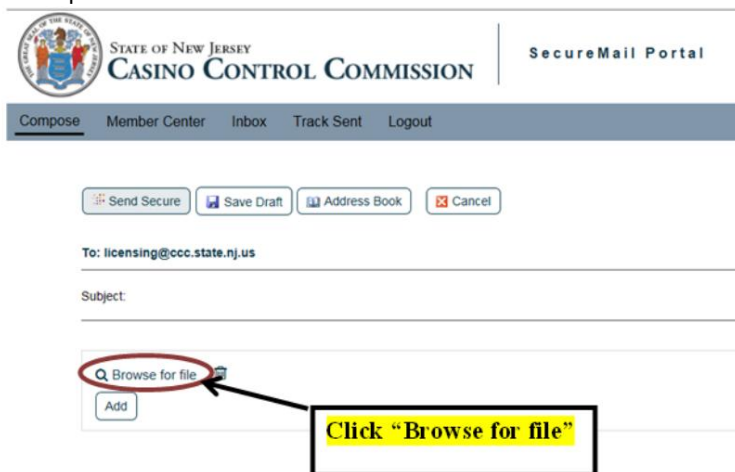 STATE OF NEW JERSEY
CASINO CONTROL COMMISSION
SecureMail Portal
Compose Member Center Inbox Track Sent Logout
Send Secure Save Draft Address Book Cancel
To: licensing@ccc.state.nj.us
Subject:
Browse for file
Add
Click “Browse for file”